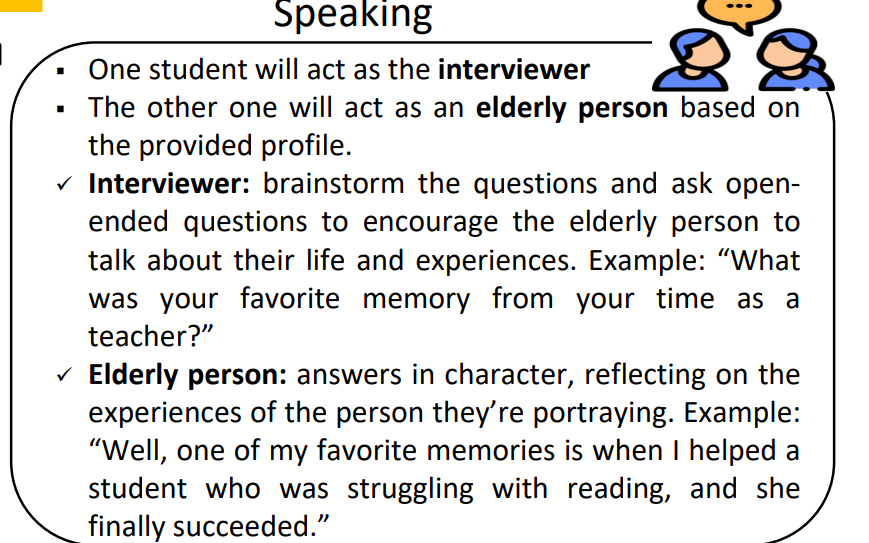 Speaking
▪ One student will act as the interviewer
▪ The other one will act as an elderly person based on
the provided profile.
✓ Interviewer: brainstorm the questions and ask open-
ended questions to encourage the elderly person to
talk about their life and experiences. Example: “What
was your favorite memory from your time as a
teacher?”
✓ Elderly person: answers in character, reflecting on the
experiences of the person they’re portraying. Example:
“Well, one of my favorite memories is when I helped a
student who was struggling with reading, and she
finally succeeded.”